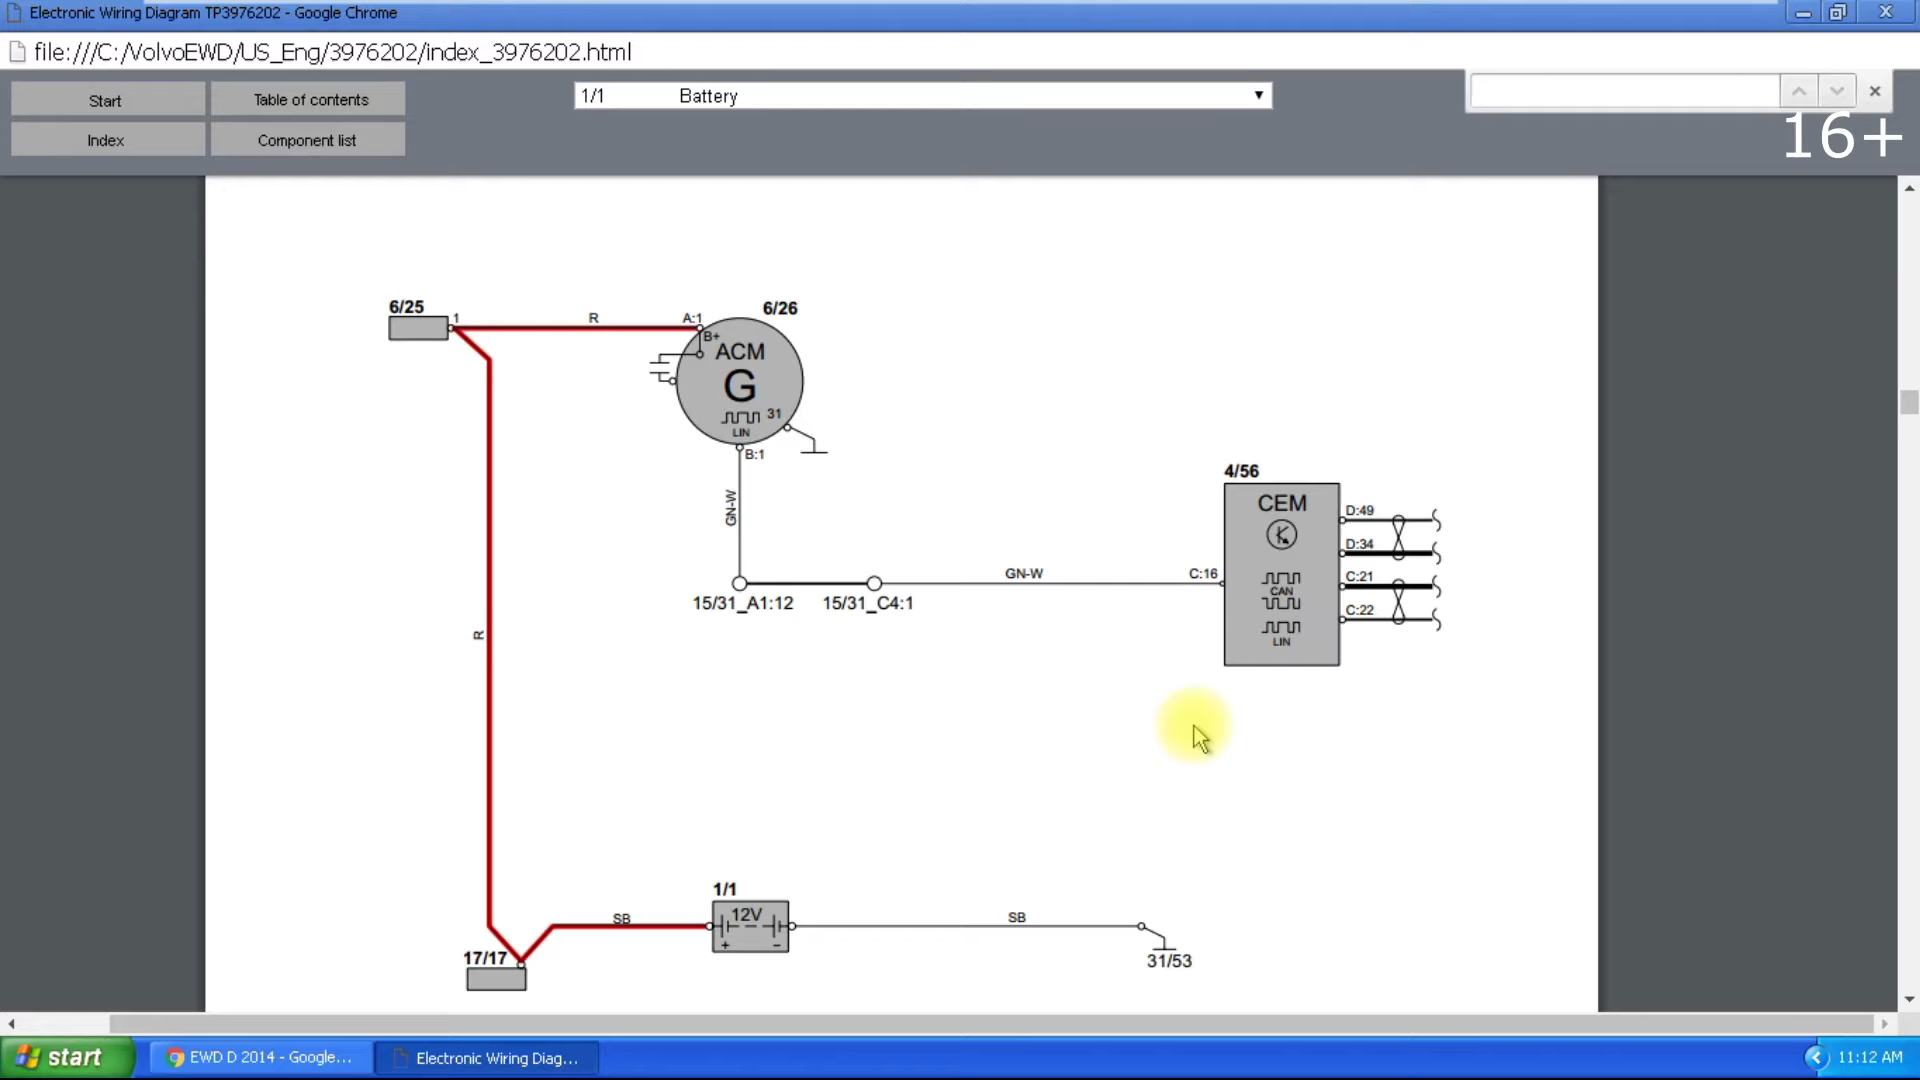 Electronic Wiring Diagram TP3976202 - Google Chrome
file:///C:/VolvoEWD/US_Eng/3976202/index_3976202.html
Start
Table of contents
1/1 Battery
Index
Component list
16+
6/25
1
R
A:1
6/26
B+
ACM
G
31
LIN
B:1
GN-W
4/56
CEM
D:49
D:34
C:21
C:22
CAN
LIN
GN-W
C:16
15/31_A1:12
15/31_C4:1
R
1/1
12V
+ -
SB
SB
17/17
31/53
start
EWD D 2014 - Google...
Electronic Wiring Diag...
11:12 AM